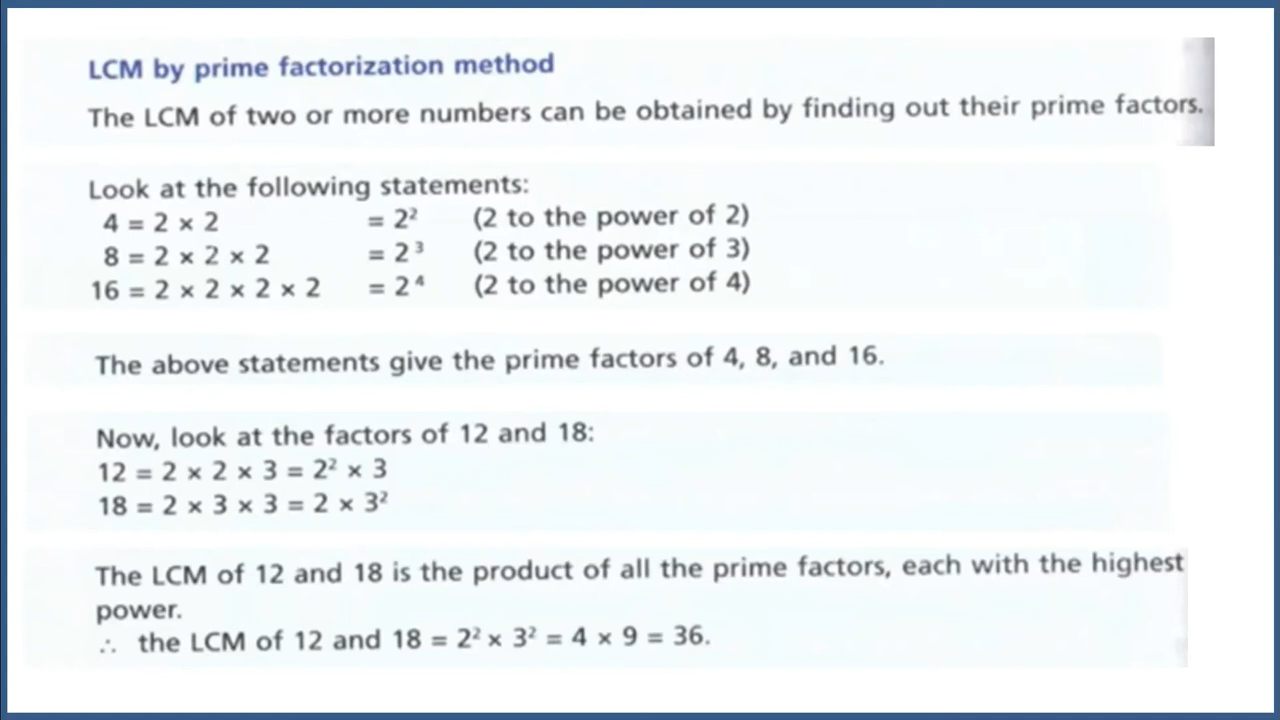 LCM by prime factorization method
The LCM of two or more numbers can be obtained by finding out their prime factors.
Look at the following statements:
4 = 2 × 2 = 2² (2 to the power of 2)
8 = 2 × 2 × 2 = 2³ (2 to the power of 3)
16 = 2 × 2 × 2 × 2 = 2⁴ (2 to the power of 4)
The above statements give the prime factors of 4, 8, and 16.
Now, look at the factors of 12 and 18:
12 = 2 × 2 × 3 = 2² × 3
18 = 2 × 3 × 3 = 2 × 3²
The LCM of 12 and 18 is the product of all the prime factors, each with the highest
power.
∴ the LCM of 12 and 18 = 2² × 3² = 4 × 9 = 36.